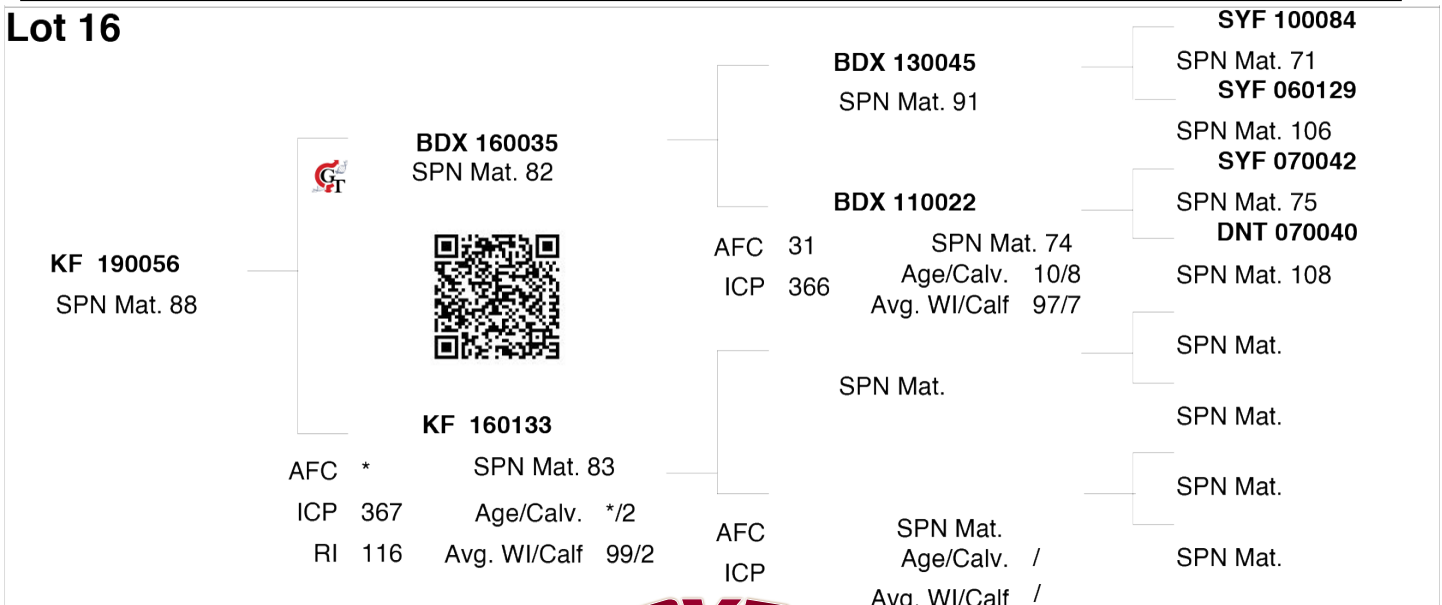 Lot 16
KF 190056
SPN Mat. 88
GT
BDX 160035
SPN Mat. 82
KF 160133
AFC *
SPN Mat. 83
ICP 367
Age/Calv. */2
RI 116
Avg. WI/Calf 99/2
BDX 130045
SPN Mat. 91
BDX 110022
AFC 31
SPN Mat. 74
ICP 366
Age/Calv. 10/8
Avg. WI/Calf 97/7
SPN Mat.
AFC
SPN Mat.
ICP
Age/Calv. /
Avg. WI/Calf /
SYF 100084
SPN Mat. 71
SYF 060129
SPN Mat. 106
SYF 070042
SPN Mat. 75
DNT 070040
SPN Mat. 108
SPN Mat.
SPN Mat.
SPN Mat.
SPN Mat.